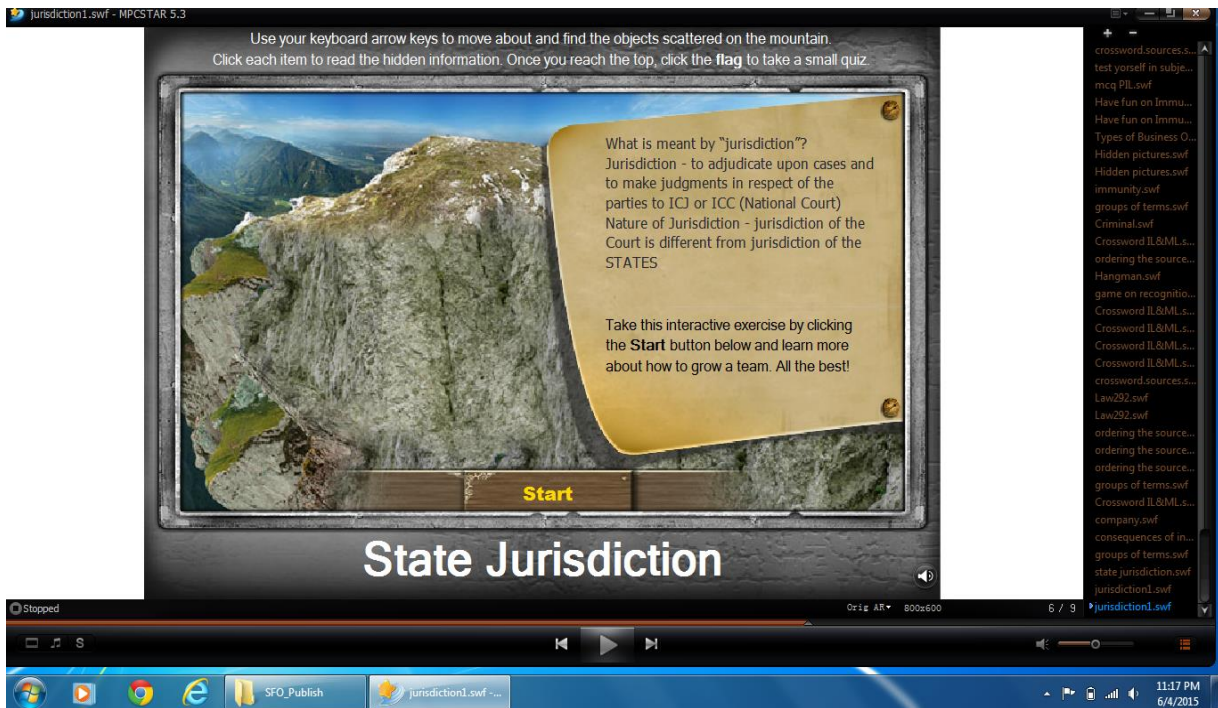 jurisdiction1.swf - MPCSTAR 5.3
Use your keyboard arrow keys to move about and find the objects scattered on the mountain.
Click each item to read the hidden information. Once you reach the top, click the flag to take a small quiz.
What is meant by “jurisdiction”?
Jurisdiction - to adjudicate upon cases and
to make judgments in respect of the
parties to ICJ or ICC (National Court)
Nature of Jurisdiction - jurisdiction of the
Court is different from jurisdiction of the
STATES
Take this interactive exercise by clicking
the Start button below and learn more
about how to grow a team. All the best!
Start
State Jurisdiction
crossword.sources.s...
test yorself in subje...
mcq PIL.swf
Have fun on Immu...
Have fun on Immu...
Types of Business O...
Hidden pictures.swf
Hidden pictures.swf
immunity.swf
groups of terms.swf
Criminal.swf
Crossword IL&ML.s...
ordering the source...
Hangman.swf
game on recognitio...
Crossword IL&ML.s...
Crossword IL&ML.s...
Crossword IL&ML.s...
Crossword IL&ML.s...
crossword.sources.s...
Law292.swf
Law292.swf
ordering the source...
ordering the source...
ordering the source...
groups of terms.swf
Crossword IL&ML.s...
company.swf
consequences of in...
groups of terms.swf
state jurisdiction.swf
jurisdiction1.swf
jurisdiction1.swf
Stopped
Orig AR 800x600
6 / 9
S
SFO_Publish
jurisdiction1.swf -...
11:17 PM
6/4/2015